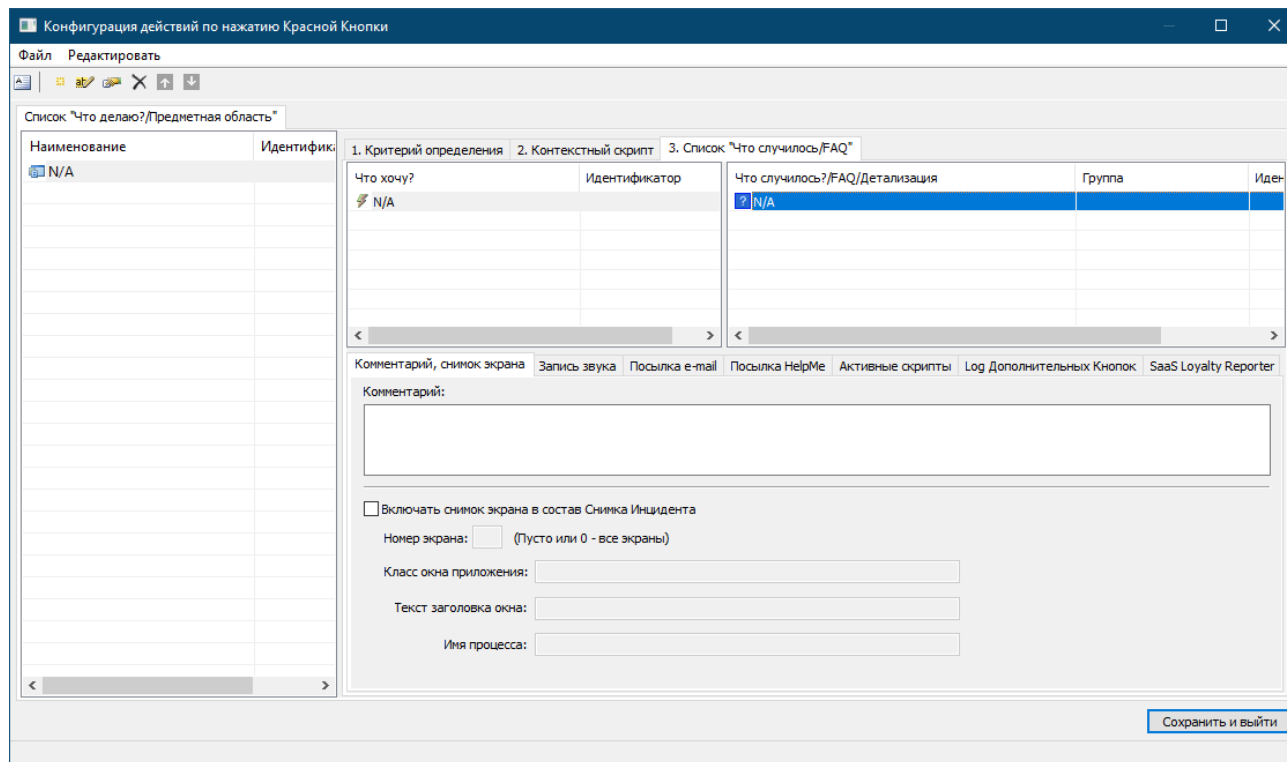 Конфигурация действий по нажатию Красной Кнопки
Файл Редактировать
Список "Что делаю?/Предметная область"
Наименование Идентифик
N/A
1. Критерий определения 2. Контекстный скрипт 3. Список "Что случилось/FAQ"
Что хочу? Идентификатор
N/A
Что случилось?/FAQ/Детализация Группа Иден
N/A
Комментарий, снимок экрана Запись звука Посылка e-mail Посылка HelpMe Активные скрипты Log Дополнительных Кнопок SaaS Loyalty Reporter
Комментарий:
Включать снимок экрана в состав Снимка Инцидента
Номер экрана: (Пусто или 0 - все экраны)
Класс окна приложения:
Текст заголовка окна:
Имя процесса:
Сохранить и выйти